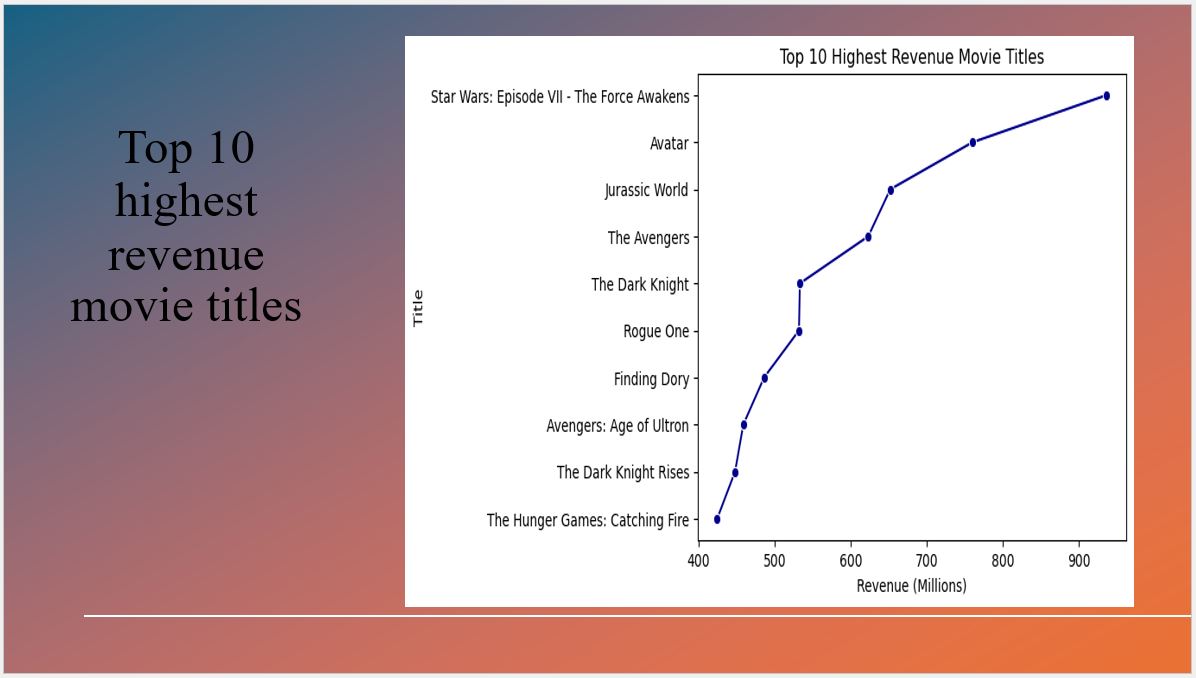 Top 10
highest
revenue
movie titles
Top 10 Highest Revenue Movie Titles
Title
Star Wars: Episode VII - The Force Awakens
Avatar
Jurassic World
The Avengers
The Dark Knight
Rogue One
Finding Dory
Avengers: Age of Ultron
The Dark Knight Rises
The Hunger Games: Catching Fire
400 500 600 700 800 900
Revenue (Millions)